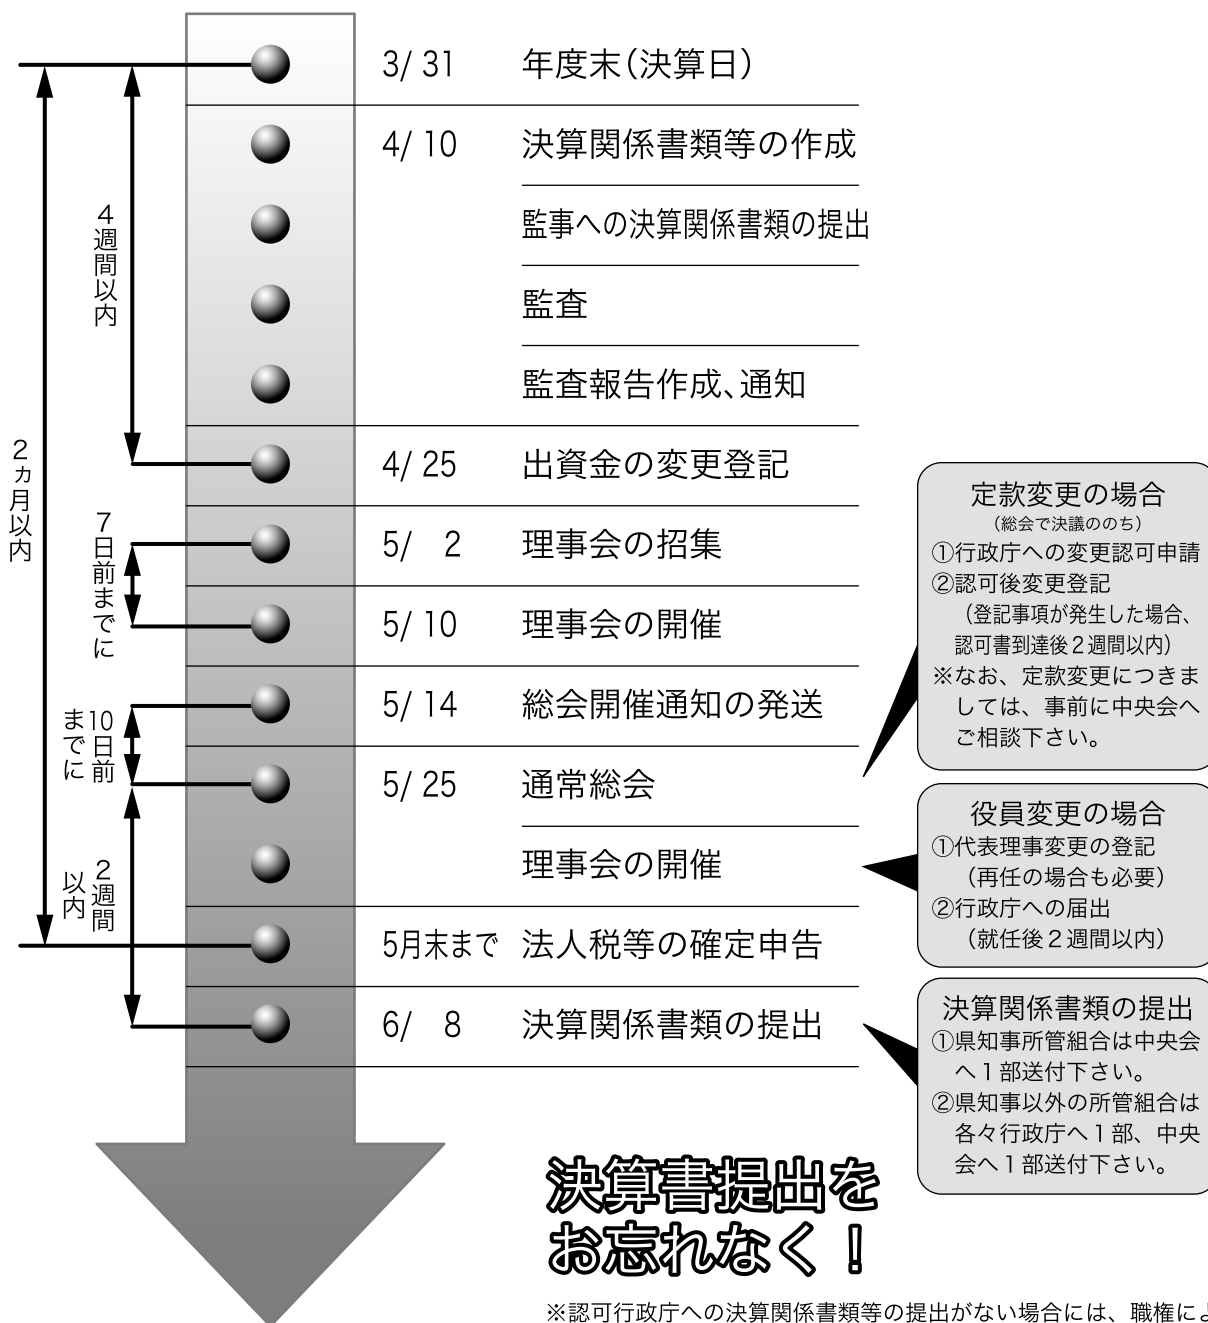 3/ 31 年度末（決算日）
4/ 10 決算関係書類等の作成
監事への決算関係書類の提出
監査
監査報告作成、通知
4/ 25 出資金の変更登記
5/ 2 理事会の招集
5/ 10 理事会の開催
5/ 14 総会開催通知の発送
5/ 25 通常総会
理事会の開催
5月末まで 法人税等の確定申告
6/ 8 決算関係書類の提出
２ヵ月以内
４週間以内
７日前までに
10日前
までに
２週間
以内
定款変更の場合
（総会で決議ののち）
①行政庁への変更認可申請
②認可後変更登記
（登記事項が発生した場合、
認可書到達後２週間以内）
※なお、定款変更につきま
しては、事前に中央会へ
ご相談下さい。
役員変更の場合
①代表理事変更の登記
（再任の場合も必要）
②行政庁への届出
（就任後２週間以内）
決算関係書類の提出
①県知事所管組合は中央会
へ１部送付下さい。
②県知事以外の所管組合は
各々行政庁へ１部、中央
会へ１部送付下さい。
決算書提出を
お忘れなく！
※認可行政庁への決算関係書類等の提出がない場合には、職権によ